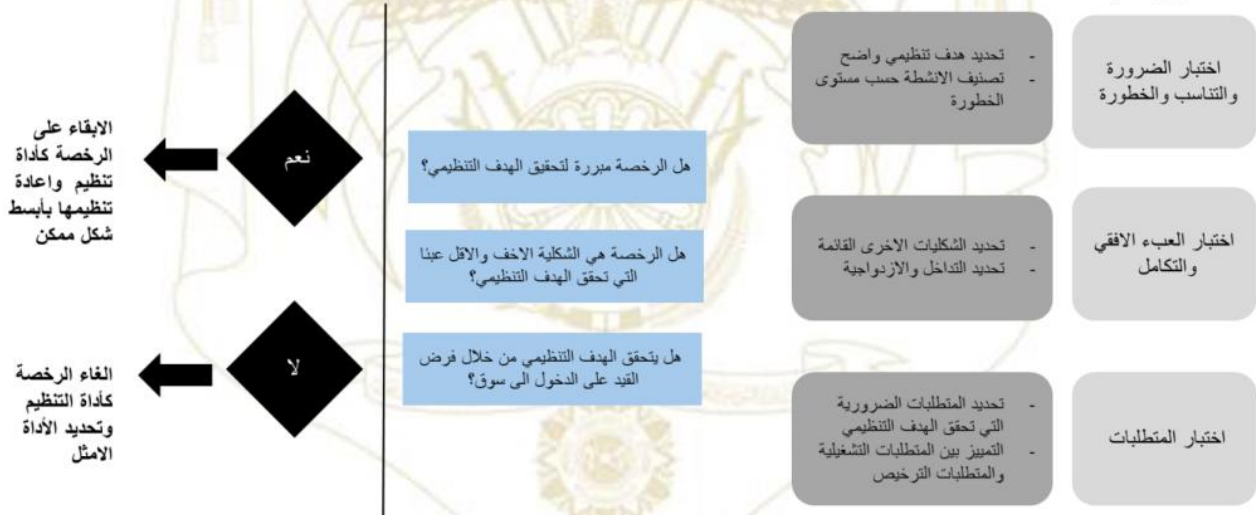 اختبار الضرورة
والتناسب والخطورة
- تحديد هدف تنظيمي واضح
- تصنيف الانشطة حسب مستوى
الخطورة
اختبار العبء الافقي
والتكامل
- تحديد الشكليات الاخرى القائمة
- تحديد التداخل والازدواجية
اختبار المتطلبات
- تحديد المتطلبات الضرورية
التي تحقق الهدف التنظيمي
- التمييز بين المتطلبات التشغيلية
والمتطلبات الترخيص
هل الرخصة مبررة لتحقيق الهدف التنظيمي؟
هل الرخصة هي الشكلية الاخف والاقل عبئا
التي تحقق الهدف التنظيمي؟
هل يتحقق الهدف التنظيمي من خلال فرض
القيد على الدخول الى سوق؟
نعم
الابقاء على
الرخصة كأداة
تنظيم واعادة
تنظيمها بأبسط
شكل ممكن
لا
الغاء الرخصة
كأداة التنظيم
وتحديد الأداة
الامثل